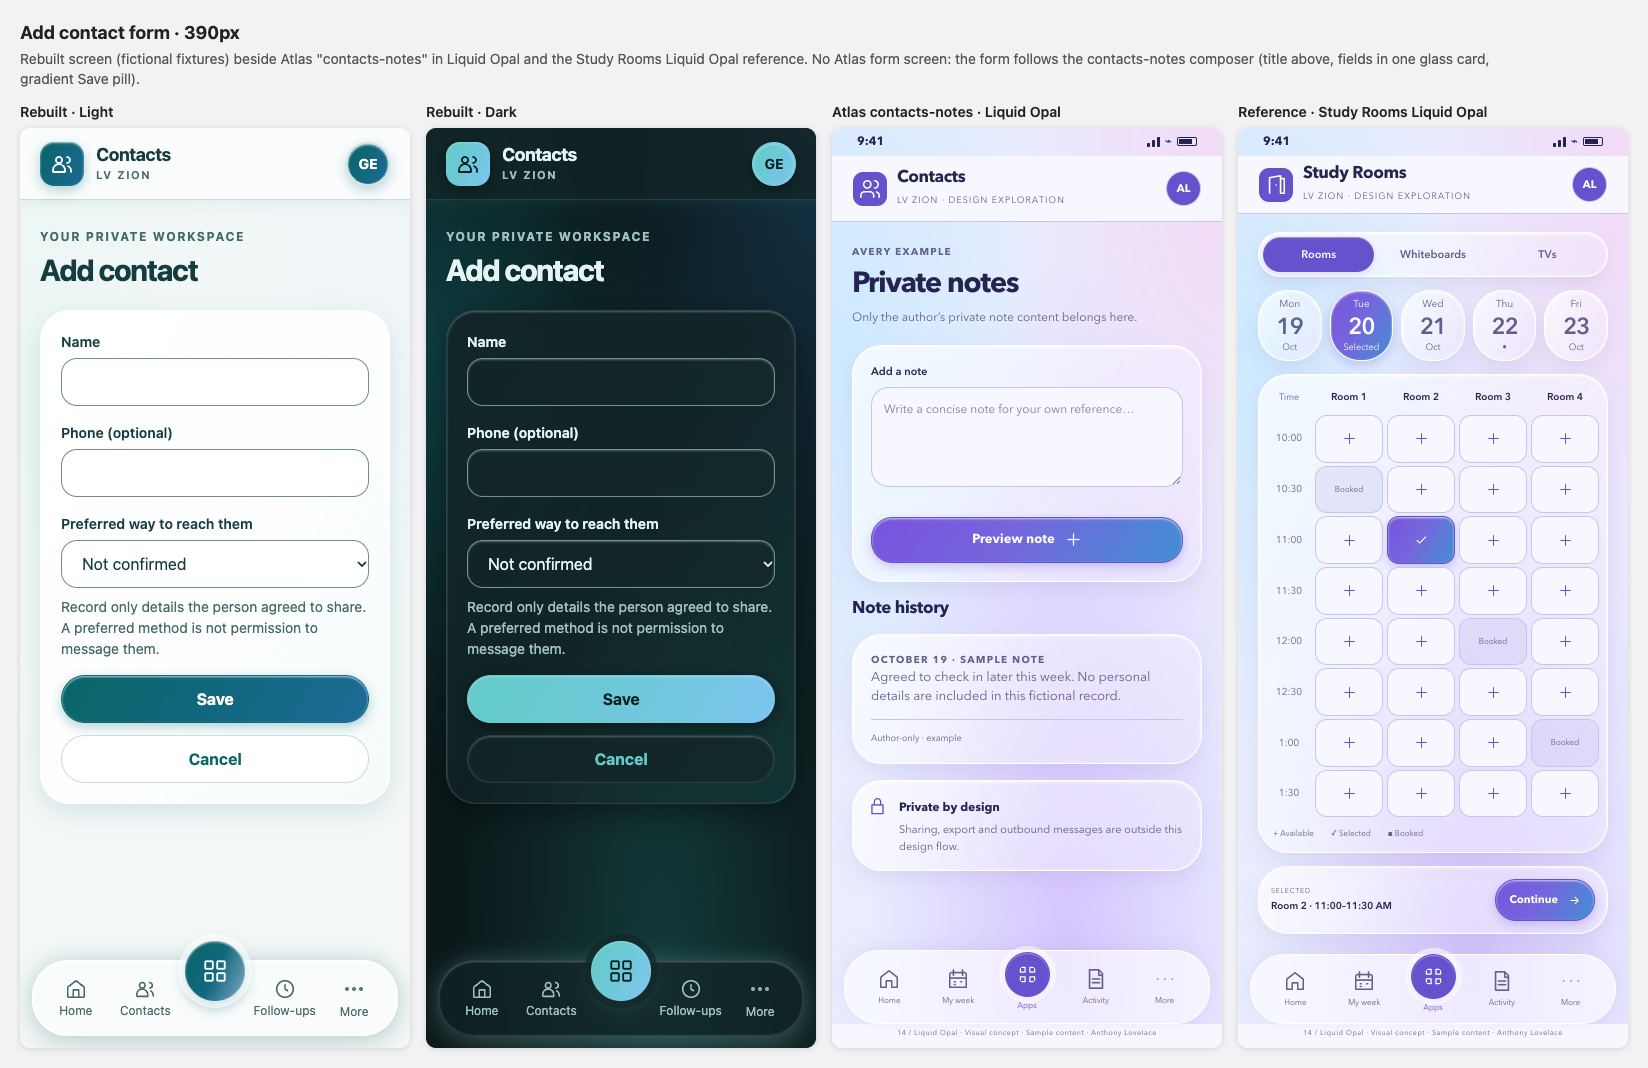 Add contact form · 390px
Rebuilt screen (fictional fixtures) beside Atlas "contacts-notes" in Liquid Opal and the Study Rooms Liquid Opal reference. No Atlas form screen: the form follows the contacts-notes composer (title above, fields in one glass card,
gradient Save pill).
Rebuilt · Light
Contacts
LV ZION
GE
YOUR PRIVATE WORKSPACE
Add contact
Name
Phone (optional)
Preferred way to reach them
Not confirmed
Record only details the person agreed to share.
A preferred method is not permission to
message them.
Save
Cancel
Home
Contacts
Follow-ups
More
Rebuilt · Dark
Contacts
LV ZION
GE
YOUR PRIVATE WORKSPACE
Add contact
Name
Phone (optional)
Preferred way to reach them
Not confirmed
Record only details the person agreed to share.
A preferred method is not permission to
message them.
Save
Cancel
Home
Contacts
Follow-ups
More
Atlas contacts-notes · Liquid Opal
9:41
Contacts
LV ZION · DESIGN EXPLORATION
AL
AVERY EXAMPLE
Private notes
Only the author's private note content belongs here.
Add a note
Write a concise note for your own reference...
Preview note +
Note history
OCTOBER 19 · SAMPLE NOTE
Agreed to check in later this week. No personal
details are included in this fictional record.
Author-only · example
Private by design
Sharing, export and outbound messages are outside this
design flow.
Home
My week
Apps
Activity
More
14 / Liquid Opal · Visual concept · Sample content · Anthony Lovelace
Reference · Study Rooms Liquid Opal
9:41
Study Rooms
LV ZION · DESIGN EXPLORATION
AL
Rooms Whiteboards TVs
Mon Tue Wed Thu Fri
19 20 21 22 23
Oct Selected Oct • Oct
Time Room 1 Room 2 Room 3 Room 4
10:00 + + + +
10:30 Booked + + +
11:00 + ✓ + +
11:30 + + + +
12:00 + + Booked +
12:30 + + + +
1:00 + + + Booked
1:30 + + + +
+ Available ✓ Selected ■ Booked
SELECTED
Room 2 · 11:00–11:30 AM
Continue →
Home
My week
Apps
Activity
More
14 / Liquid Opal · Visual concept · Sample content · Anthony Lovelace